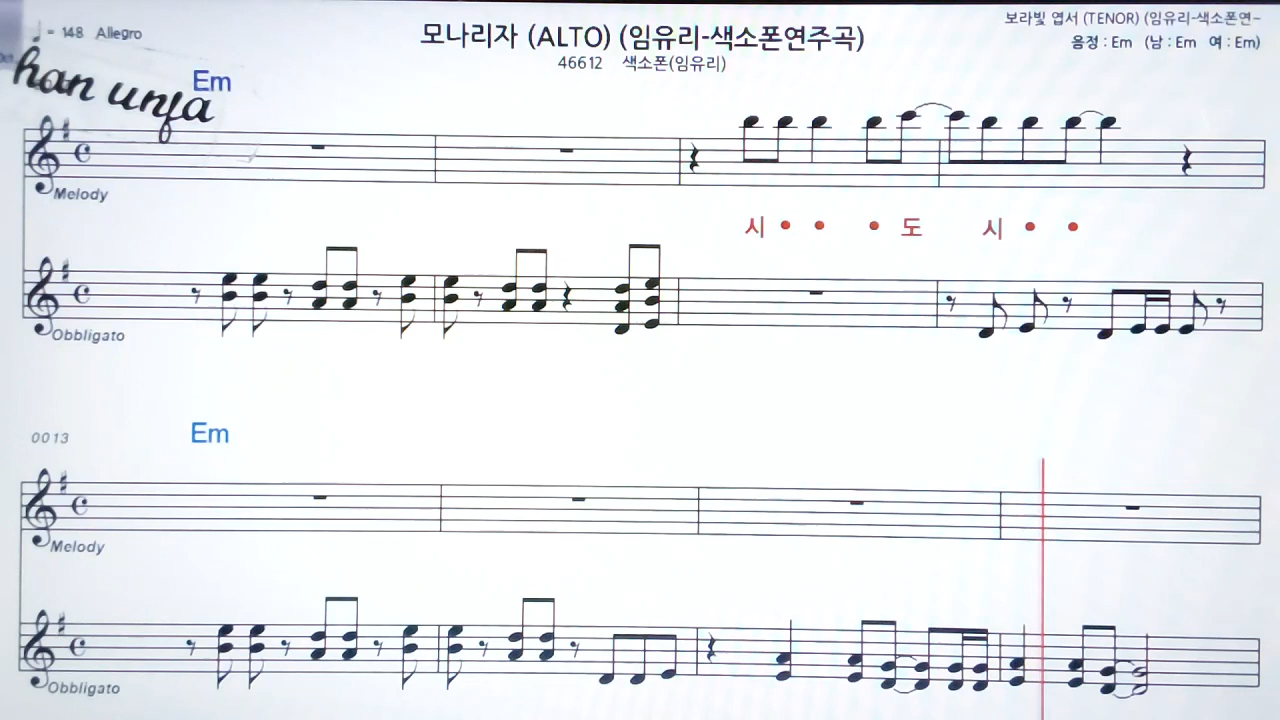 ♩ = 148 Allegro
모나리자 (ALTO) (임유리-색소폰연주곡)
46612 색소폰(임유리)
보라빛 엽서 (TENOR) (임유리-색소폰연-
음정 : Em (남 : Em 여 : Em)
han unfa
Em
Melody
시 • • • 도 시 • •
Obbligato
0013
Em
Melody
Obbligato